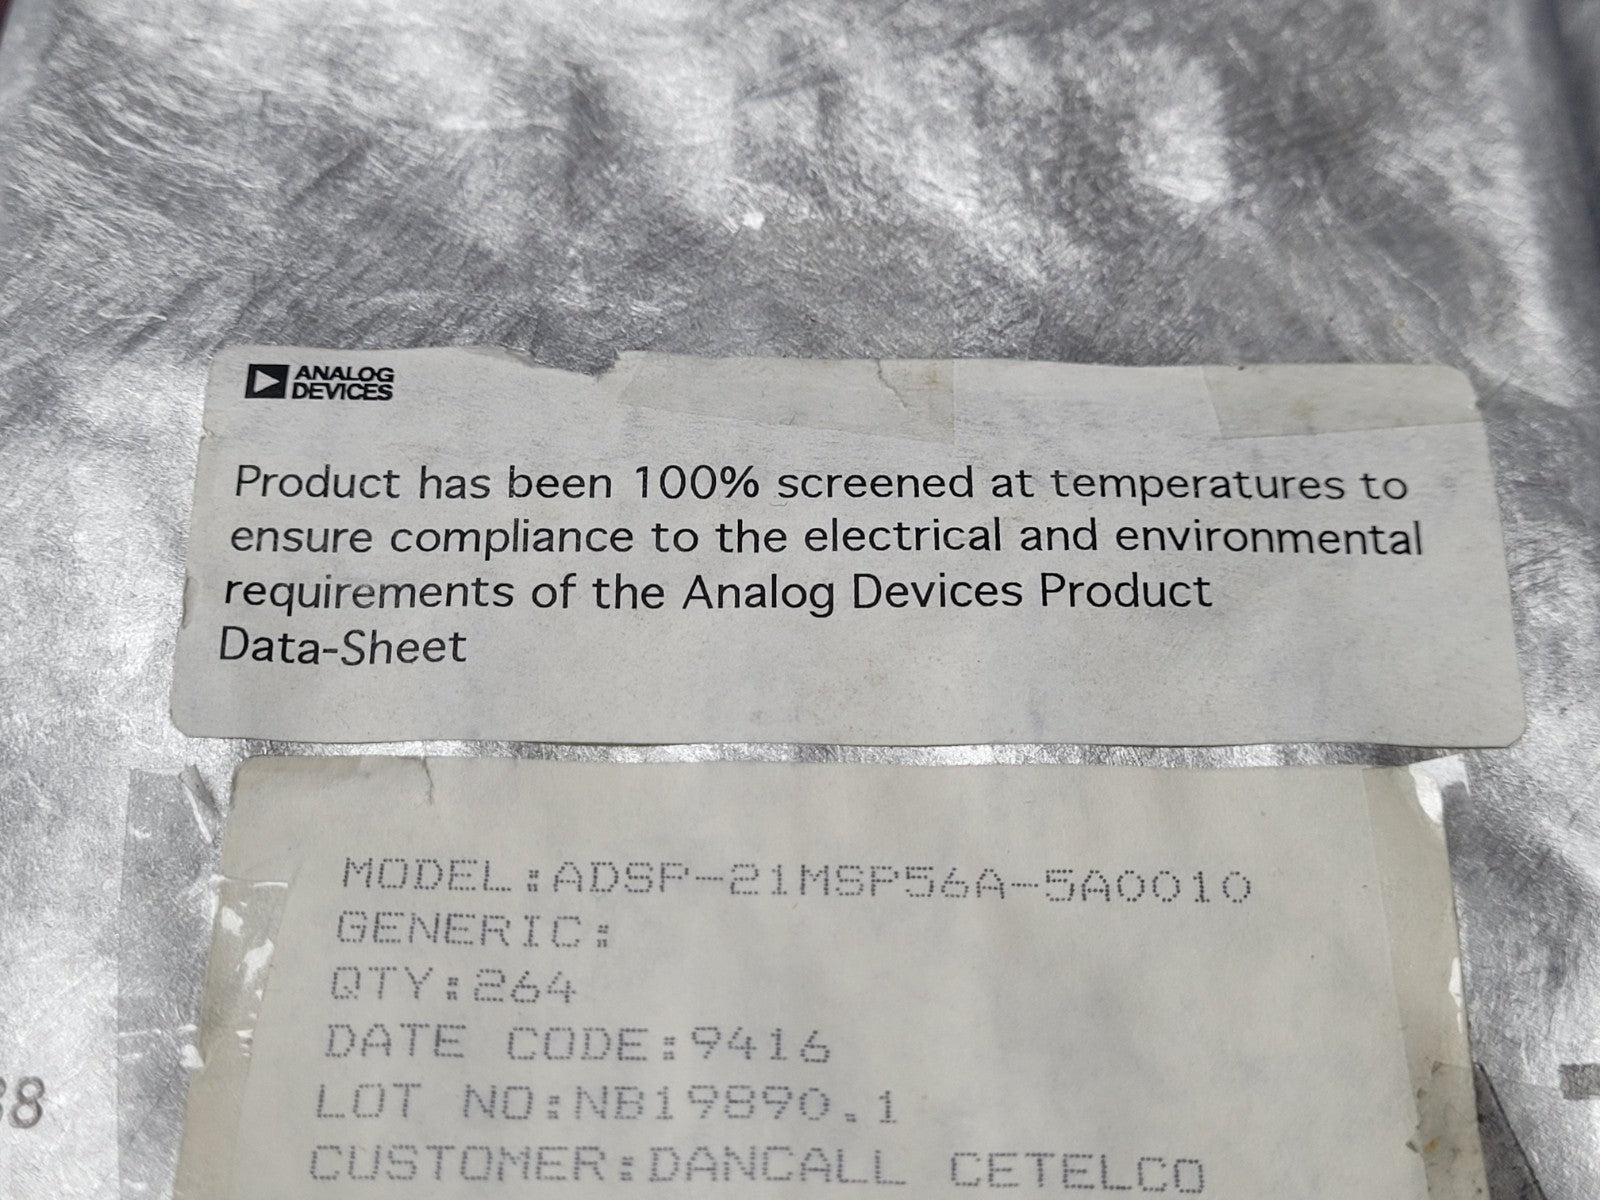 ANALOG
DEVICES
Product has been 100% screened at temperatures to
ensure compliance to the electrical and environmental
requirements of the Analog Devices Product
Data-Sheet
MODEL:ADSP-21MSP56A-5A0010
GENERIC:
QTY:264
DATE CODE:9416
LOT NO:NB19890.1
CUSTOMER:DANCALL CETELCO